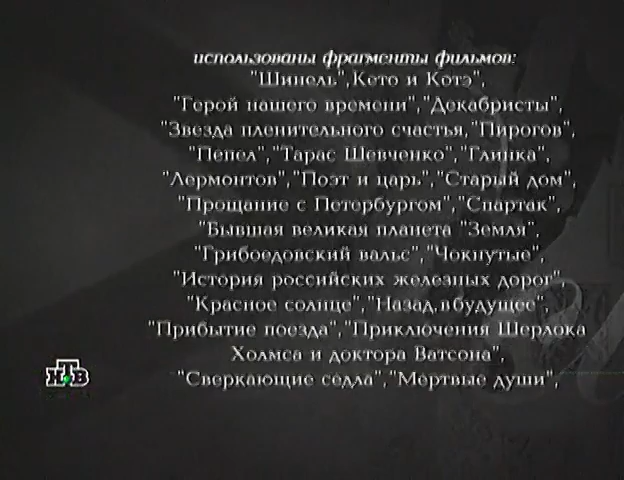 использованы фрагменты фильмов:
"Шинель",Кето и Котэ",
"Герой нашего времени","Декабристы",
"Звезда пленительного счастья,"Пирогов",
"Пепел","Тарас Шевченко","Глинка",
"Лермонтов","Поэт и царь","Старый дом",
"Прощание с Петербургом","Спартак",
"Бывшая великая планета "Земля",
"Грибоедовский вальс","Чокнутые",
"История российских железных дорог"
"Красное солнце","Назад,в будущее",
"Прибытие поезда","Приключения Шерлока
Холмса и доктора Ватсона",
"Сверкающие седла","Мертвые души",
НТВ